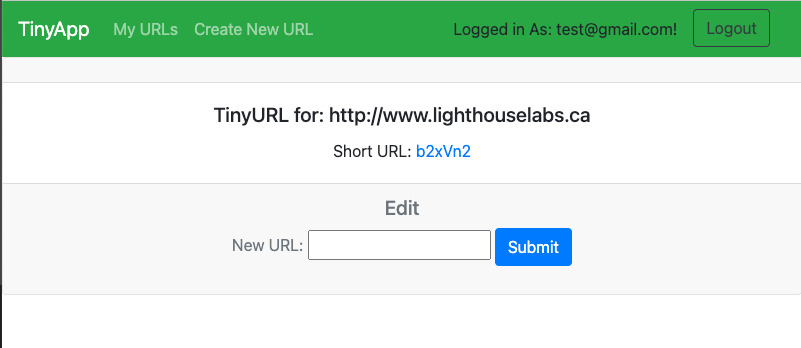 TinyApp My URLs Create New URL Logged in As: test@gmail.com! Logout
TinyURL for: http://www.lighthouselabs.ca
Short URL: b2xVn2
Edit
New URL: Submit